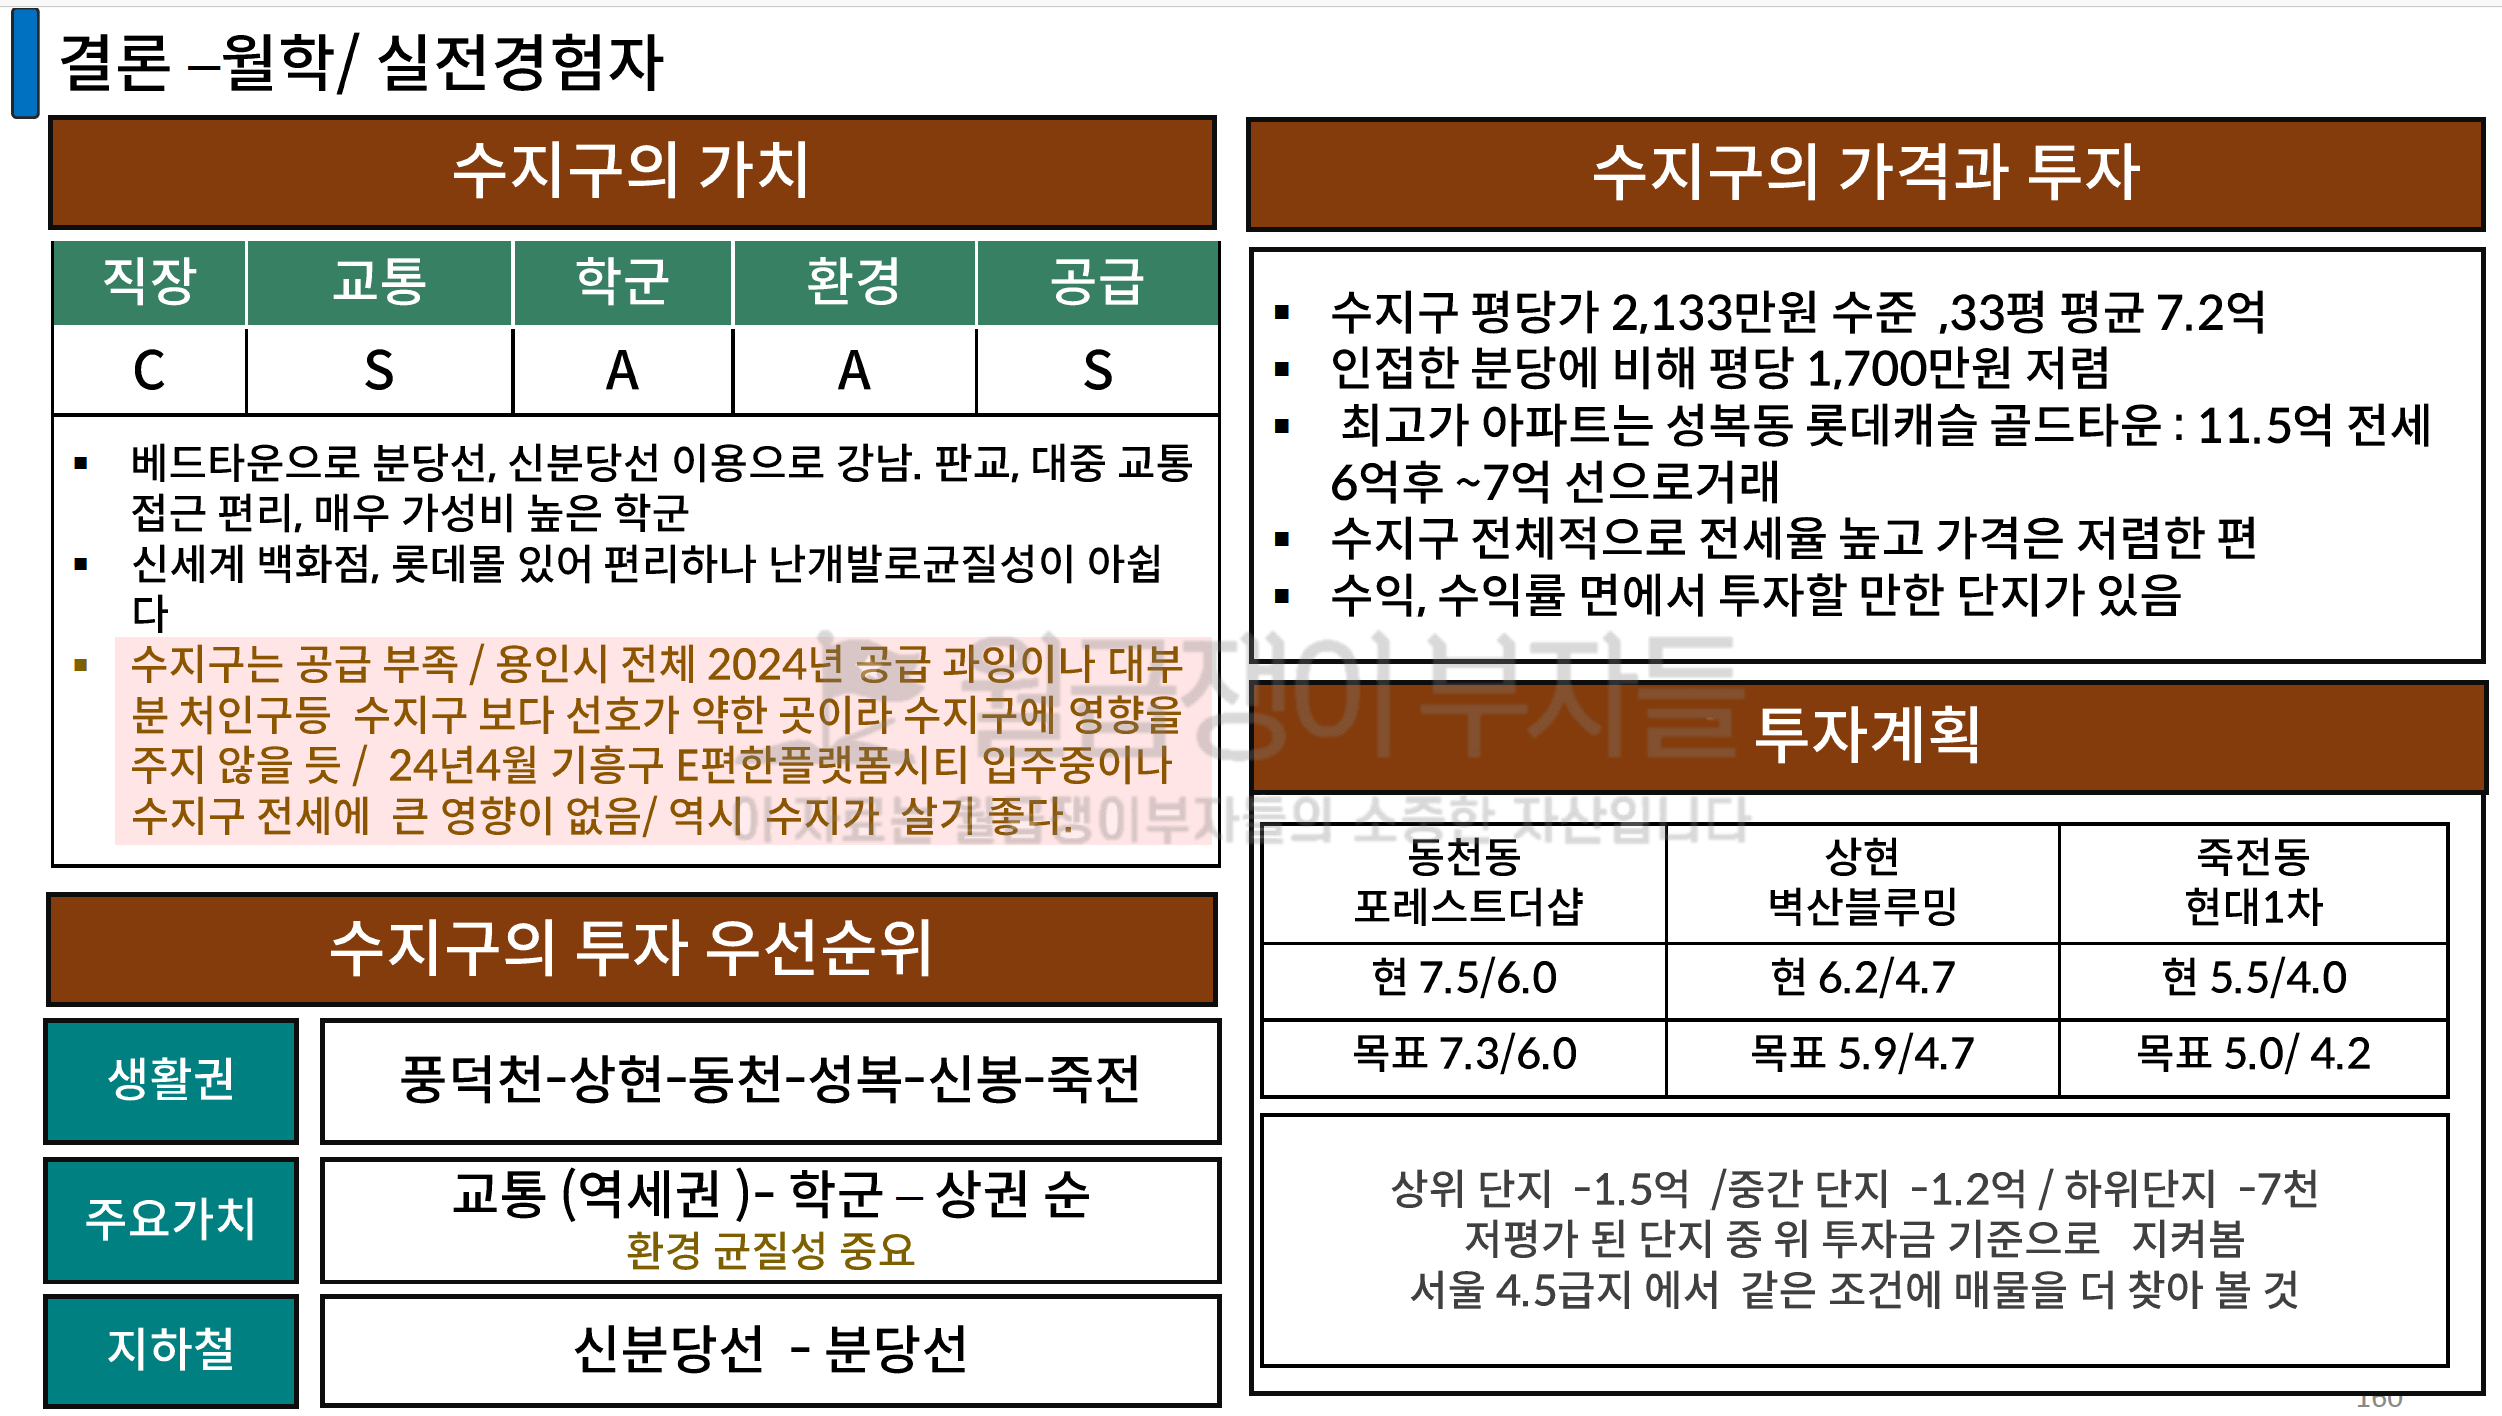 결론 –월학/ 실전경험자
수지구의 가치
직장 교통 학군 환경 공급
C S A A S
▪ 베드타운으로 분당선, 신분당선 이용으로 강남. 판교, 대중 교통
접근 편리, 매우 가성비 높은 학군
▪ 신세계 백화점, 롯데몰 있어 편리하나 난개발로균질성이 아쉽
다
▪ 수지구는 공급 부족 / 용인시 전체 2024년 공급 과잉이나 대부
분 처인구등 수지구 보다 선호가 약한 곳이라 수지구에 영향을
주지 않을 듯 / 24년4월 기흥구 E편한플랫폼시티 입주중이나
수지구 전세에 큰 영향이 없음/ 역시 수지가 살기 좋다.
수지구의 투자 우선순위
생활권
풍덕천-상현-동천-성복-신봉-죽전
주요가치
교통 (역세권 )- 학군 – 상권 순
환경 균질성 중요
지하철
신분당선 - 분당선
수지구의 가격과 투자
▪ 수지구 평당가 2,133만원 수준 ,33평 평균 7.2억
▪ 인접한 분당에 비해 평당 1,700만원 저렴
▪ 최고가 아파트는 성복동 롯데캐슬 골드타운 : 11.5억 전세
6억후 ~7억 선으로거래
▪ 수지구 전체적으로 전세율 높고 가격은 저렴한 편
▪ 수익, 수익률 면에서 투자할 만한 단지가 있음
월급쟁이 부자들
이 자료는 월급쟁이부자들의 소중한 자산입니다
투자계획
동천동 상현 죽전동
포레스트더샵 벽산블루밍 현대1차
현 7.5/6.0 현 6.2/4.7 현 5.5/4.0
목표 7.3/6.0 목표 5.9/4.7 목표 5.0/ 4.2
상위 단지 -1.5억 /중간 단지 -1.2억 / 하위단지 -7천
저평가 된 단지 중 위 투자금 기준으로 지켜봄
서울 4.5급지 에서 같은 조건에 매물을 더 찾아 볼 것
160